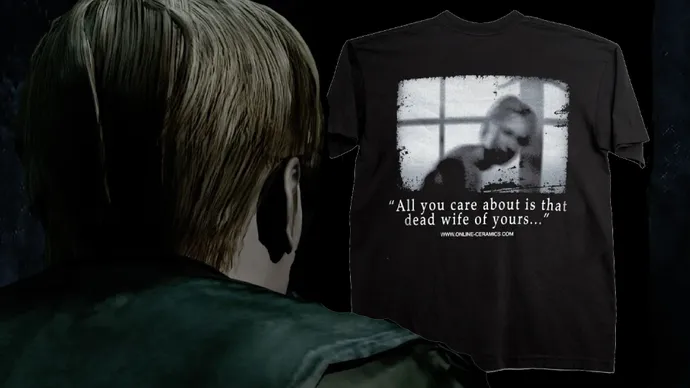 “All you care about is that
dead wife of yours...”
WWW.ONLINE-CERAMICS.COM